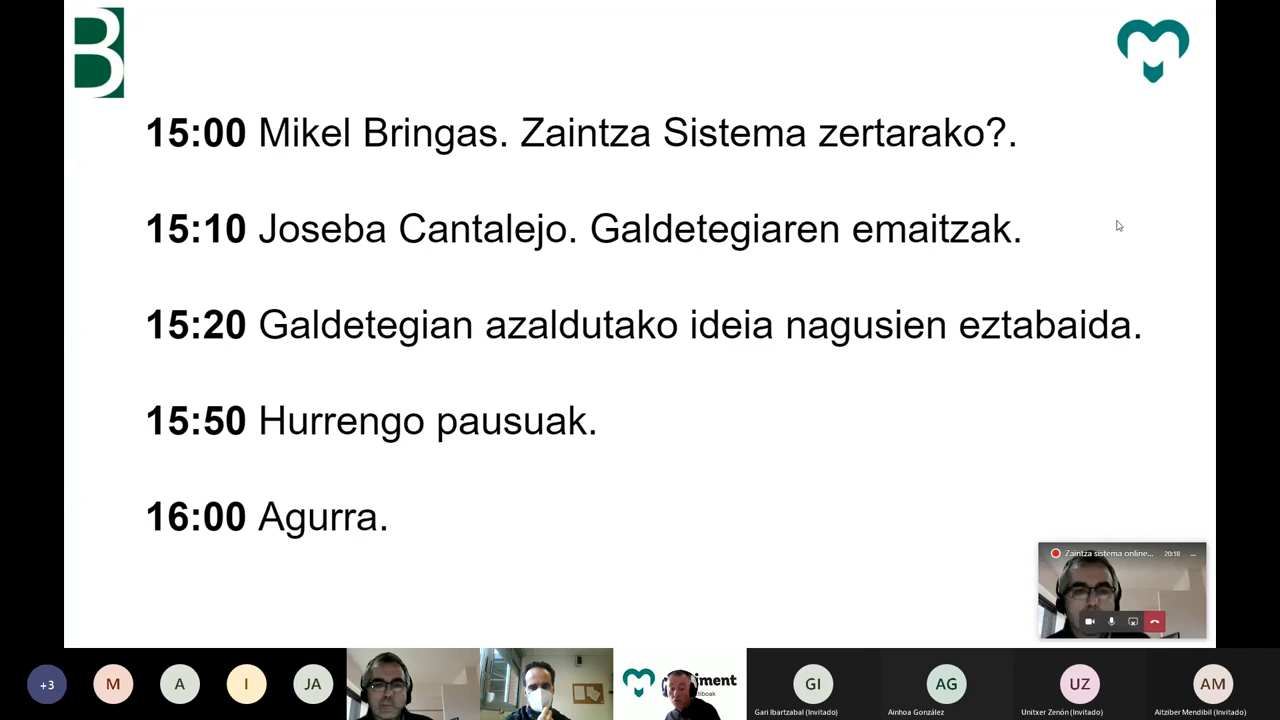 B
15:00 Mikel Bringas. Zaintza Sistema zertarako?.
15:10 Joseba Cantalejo. Galdetegiaren emaitzak.
15:20 Galdetegian azaldutako ideia nagusien eztabaida.
15:50 Hurrengo pausuak.
16:00 Agurra.
Zaintza sistema online... 20:18 ...
+3 M A I JA GI AG UZ AM
Gari Ibartzabal (Invitado) Ainhoa González Unitxer Zenón (Invitado) Aitziber Mendibil (Invitado)